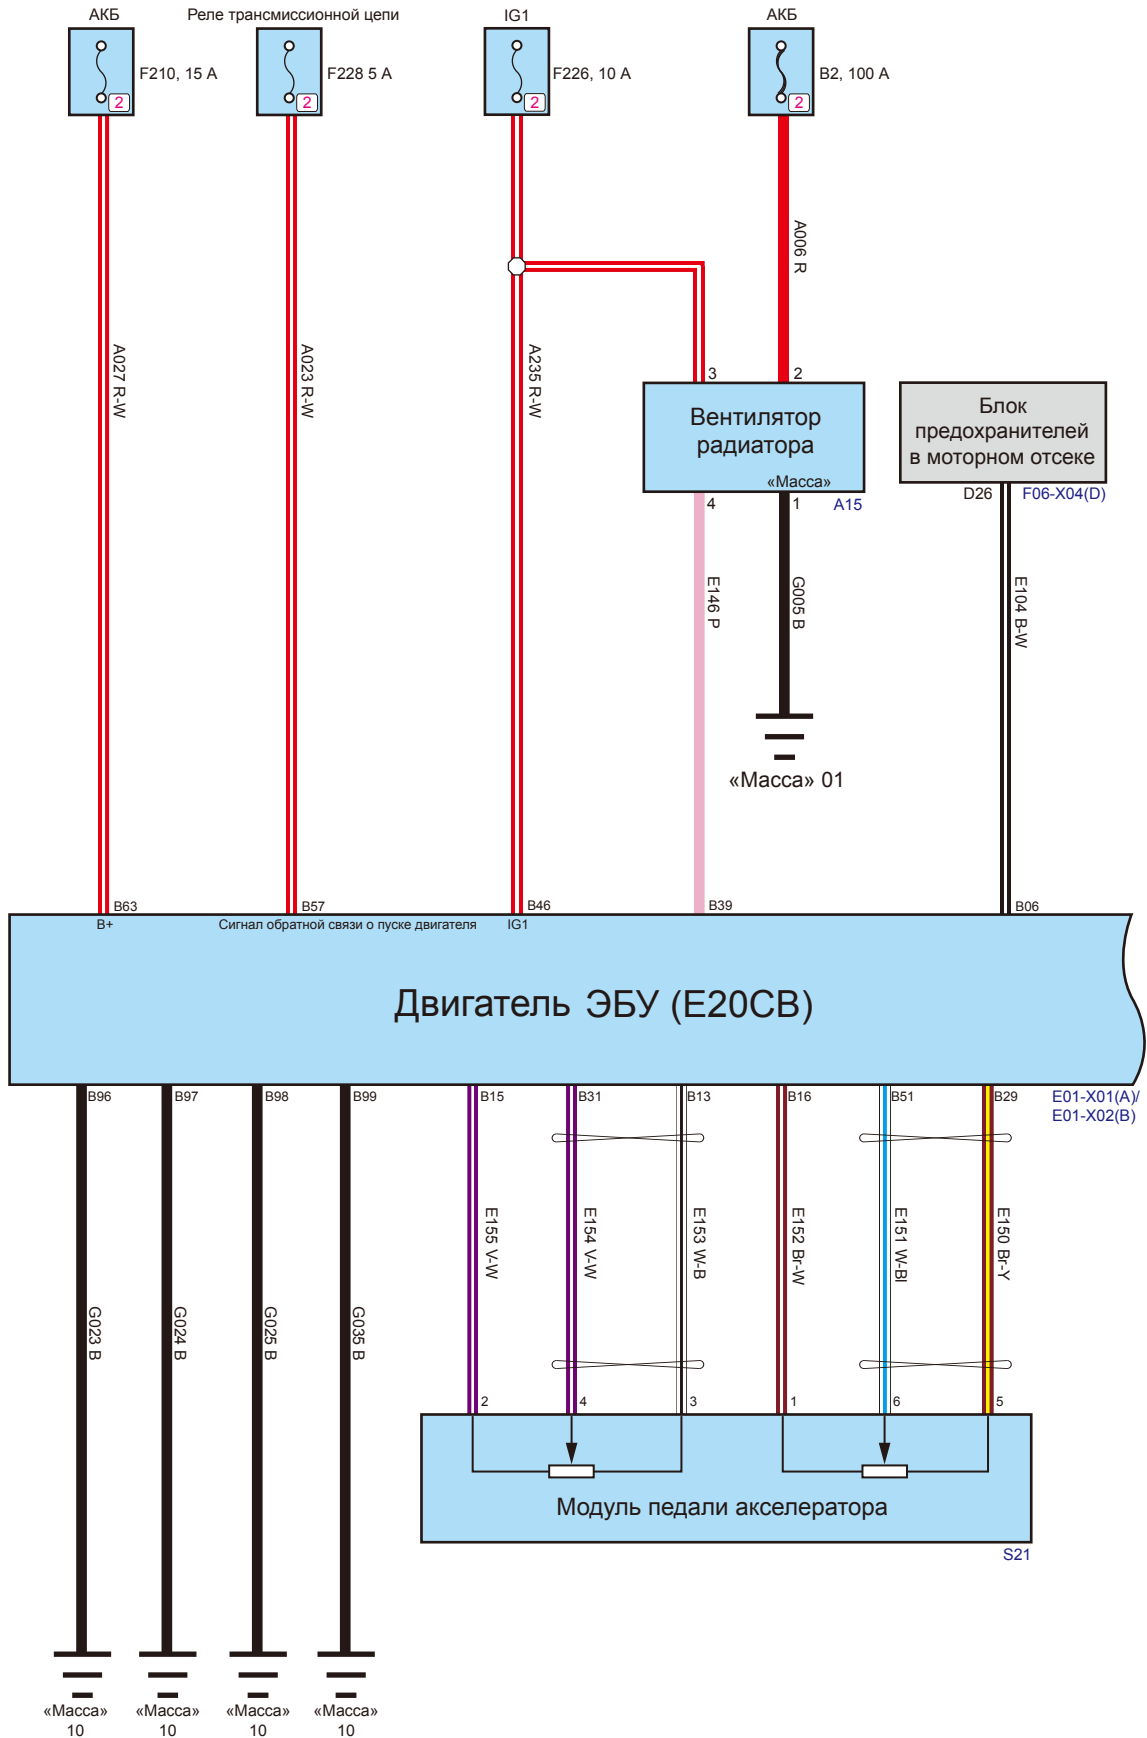 АКБ
Реле трансмиссионной цепи
IG1
АКБ
F210, 15 A
F228 5 A
F226, 10 A
B2, 100 A
2
2
2
2
A006 R
A027 R-W
A023 R-W
A235 R-W
3
2
Вентилятор
радиатора
«Масса»
Блок
предохранителей
в моторном отсеке
4
1
A15
D26
F06-X04(D)
E146 P
G005 B
E104 B-W
«Масса» 01
B63
B57
B46
B39
B06
B+
Сигнал обратной связи о пуске двигателя
IG1
Двигатель ЭБУ (E20CB)
B96
B97
B98
B99
B15
B31
B13
B16
B51
B29
E01-X01(A)/
E01-X02(B)
E155 V-W
E154 V-W
E153 W-B
E152 Br-W
E151 W-Bl
E150 Br-Y
G023 B
G024 B
G025 B
G035 B
2
4
3
1
6
5
Модуль педали акселератора
S21
«Масса»
10
«Масса»
10
«Масса»
10
«Масса»
10